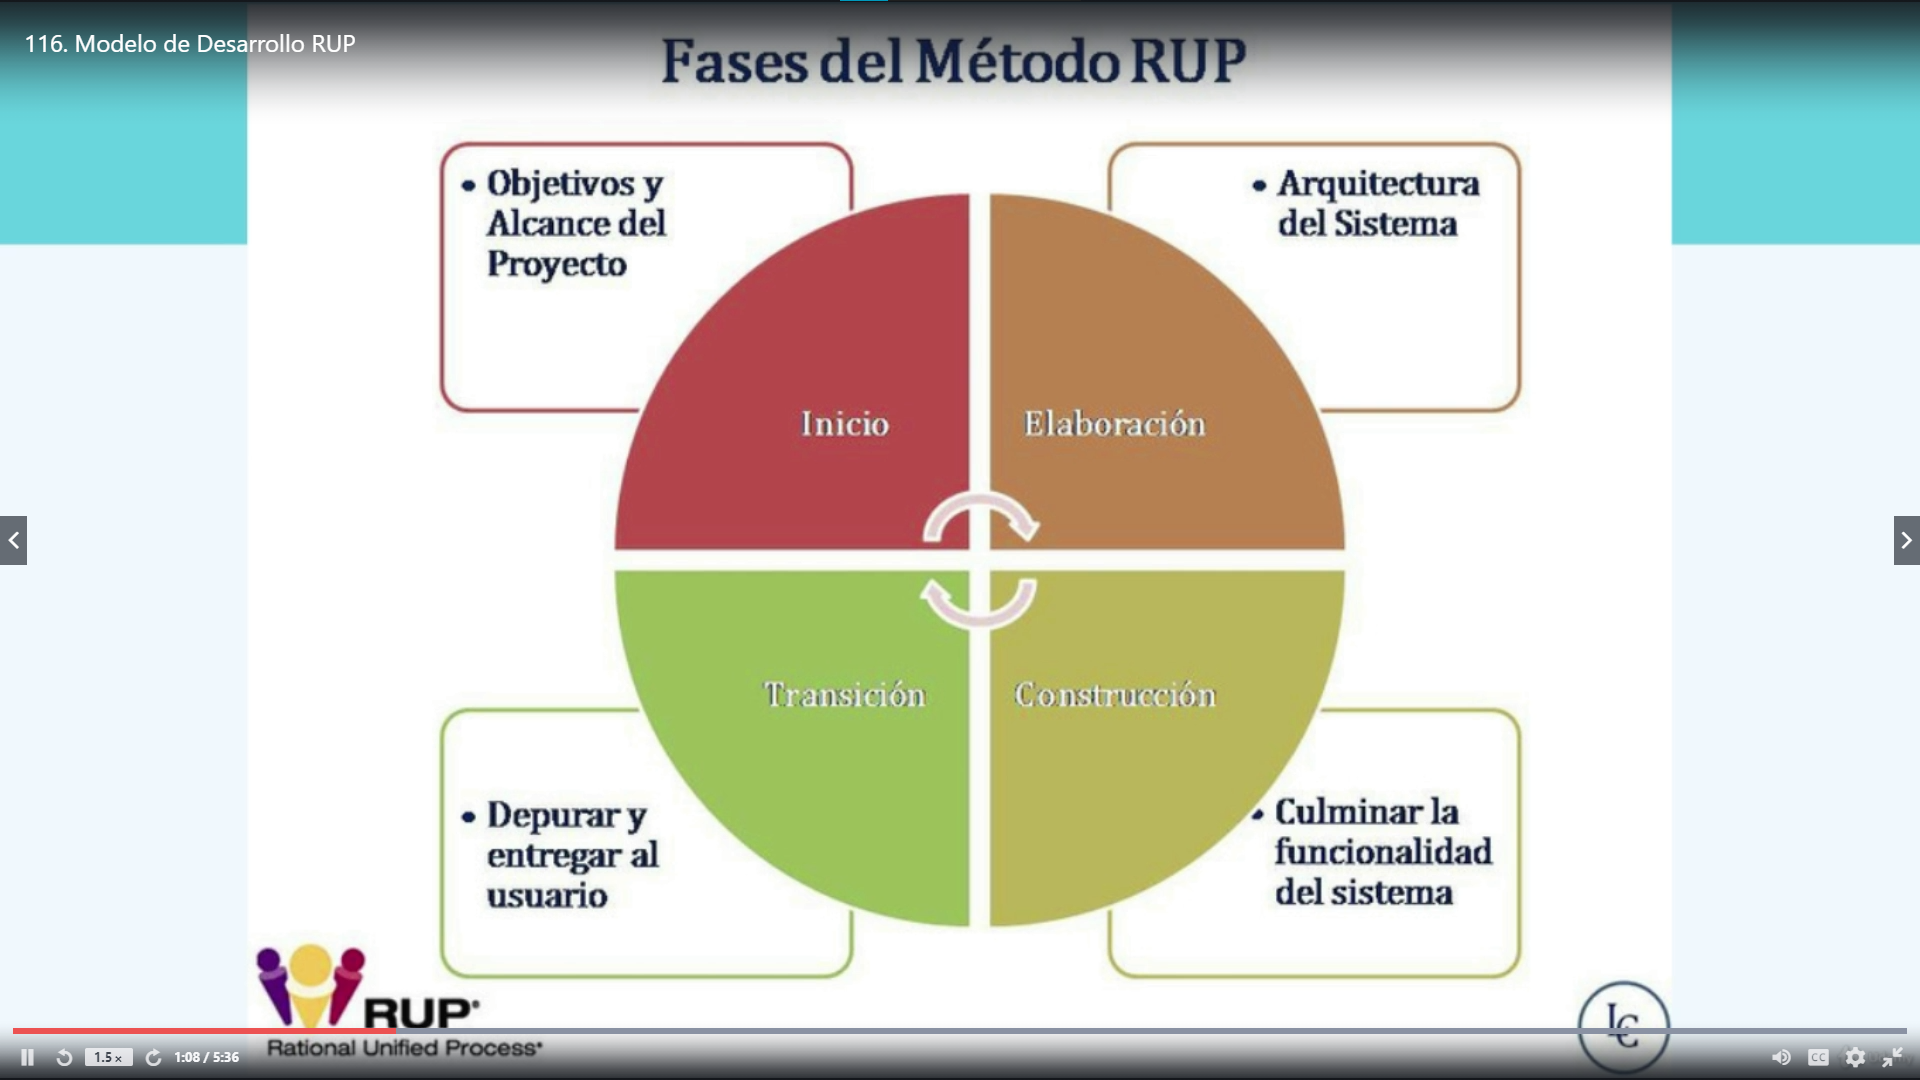 116. Modelo de Desarrollo RUP
Fases del Método RUP
• Objetivos y
Alcance del
Proyecto
• Arquitectura
del Sistema
Inicio
Elaboración
Transición
Construcción
• Depurar y
entregar al
usuario
• Culminar la
funcionalidad
del sistema
RUP
Rational Unified Process
LC
1.5 x
1:08 / 5:36
CC